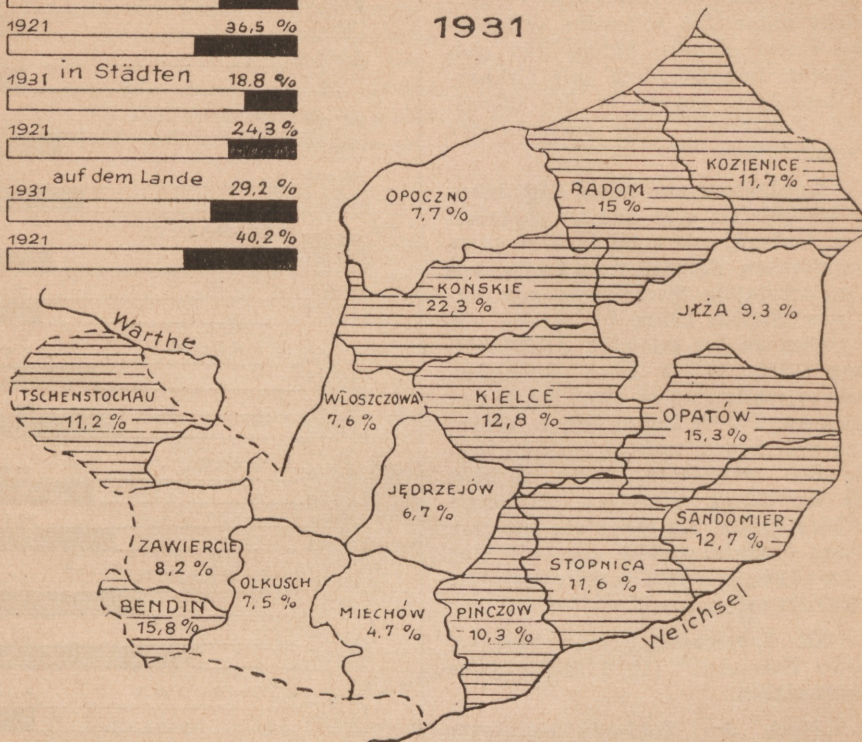 1921 36,5 %
in Städten
1931 18.8 %
1921 24,3 %
auf dem Lande
1931 29,2 %
1921 40,2 %
1931
OPOCZNO
7,7 %
RADOM
15 %
KOZIENICE
11,7 %
KOŃSKIE
22,3 %
JŁŻA 9,3 %
Warthe
TSCHENSTOCHAU
11,2 %
WŁOSZCZOWA
7,6 %
KIELCE
12,8 %
OPATÓW
15,3 %
JĘDRZEJÓW
6,7 %
SANDOMIER-
12,7 %
ZAWIERCIE
8,2 %
OLKUSCH
7,5 %
STOPNICA
11,6 %
BENDIN
15,8 %
MIECHÓW
4,7 %
PIŃCZOW
10,3 %
Weichsel